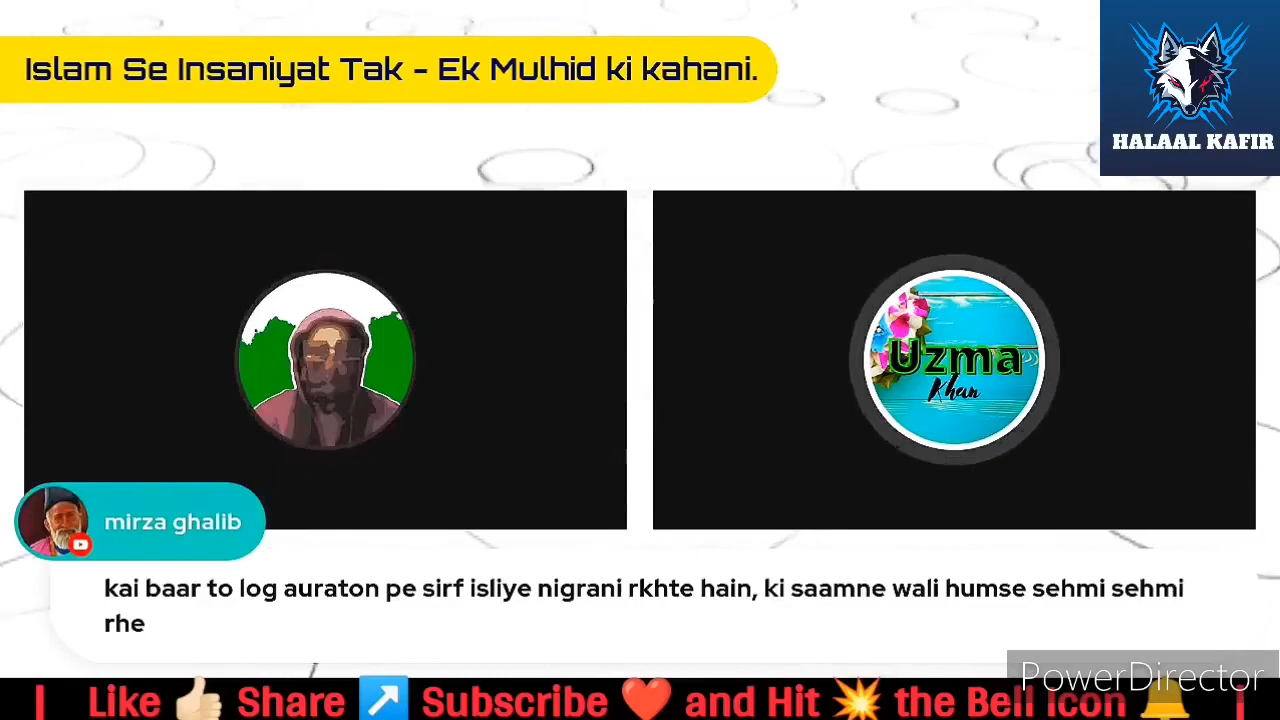 Islam Se Insaniyat Tak - Ek Mulhid ki kahani.
HALAAL KAFIR
Uzma
Khan
mirza ghalib
kai baar to log auraton pe sirf isliye nigrani rkhte hain, ki saamne wali humse sehmi sehmi
rhe
PowerDirector
| Like 👍🏻 Share ↗️ Subscribe ❤️ and Hit 💥 the Bell Icon 🔔 |